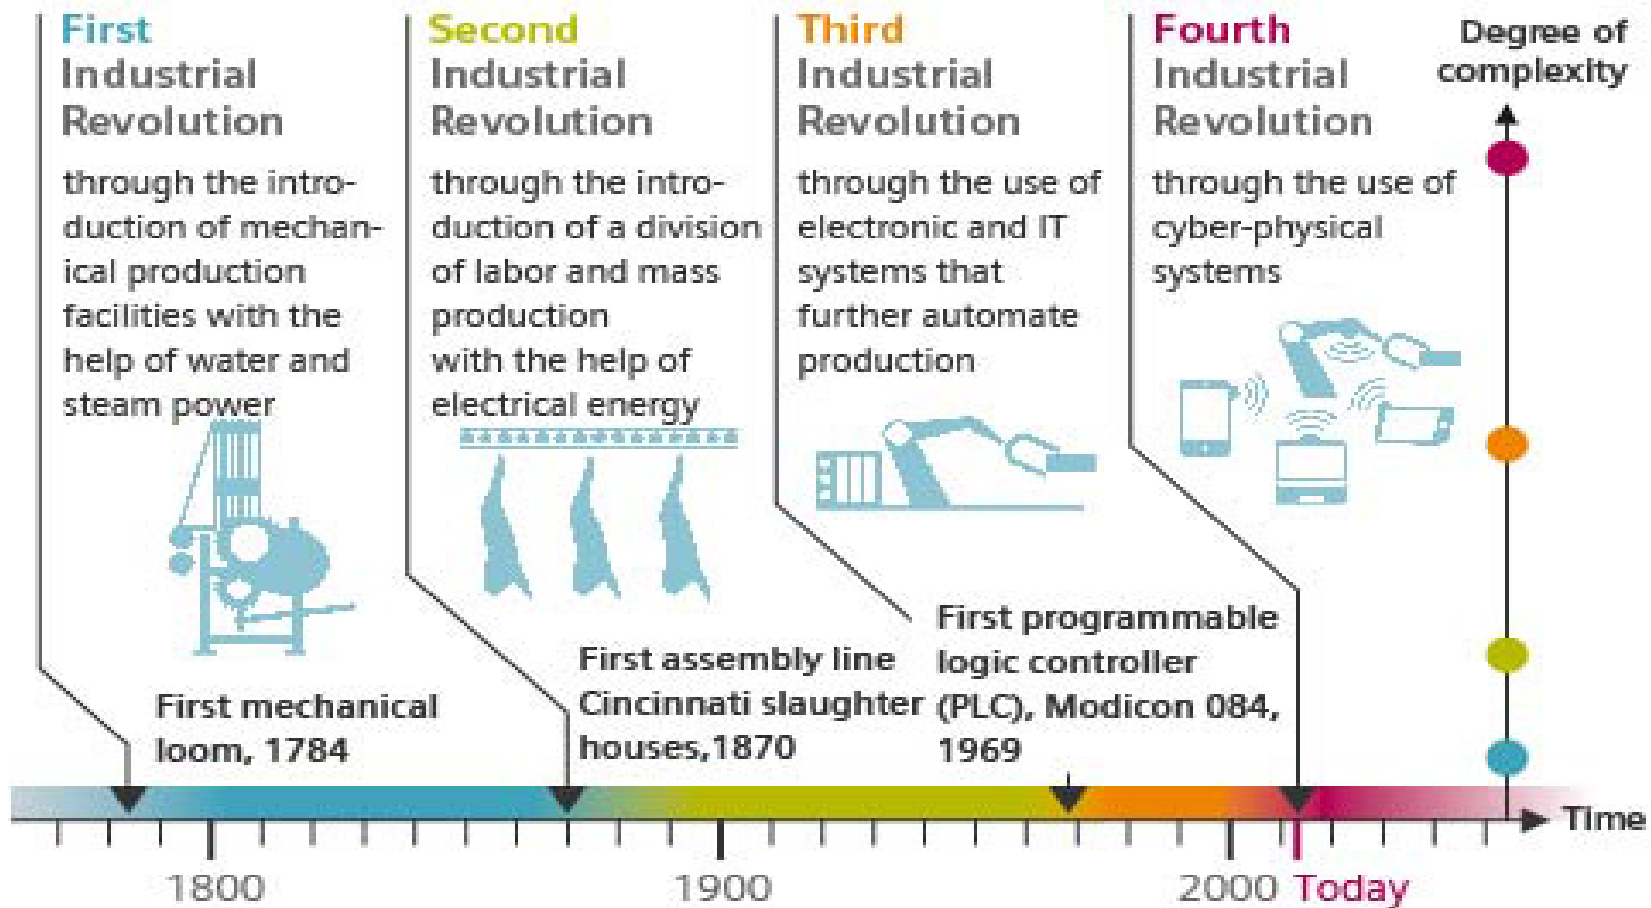 First
Industrial
Revolution
through the intro-
duction of mechan-
ical production
facilities with the
help of water and
steam power
First mechanical
loom, 1784
Second
Industrial
Revolution
through the intro-
duction of a division
of labor and mass
production
with the help of
electrical energy
First assembly line
Cincinnati slaughter
houses,1870
Third
Industrial
Revolution
through the use of
electronic and IT
systems that
further automate
production
First programmable
logic controller
(PLC), Modicon 084,
1969
Fourth
Industrial
Revolution
through the use of
cyber-physical
systems
Degree of
complexity
Time
1800
1900
2000
Today